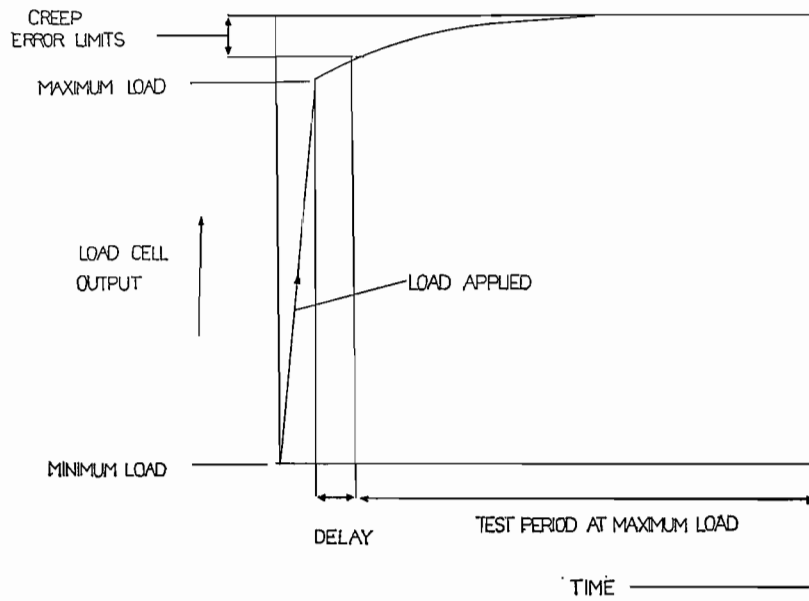 CREEP
ERROR LIMITS
MAXIMUM LOAD
LOAD CELL
OUTPUT
LOAD APPLIED
MINIMUM LOAD
DELAY
TEST PERIOD AT MAXIMUM LOAD
TIME